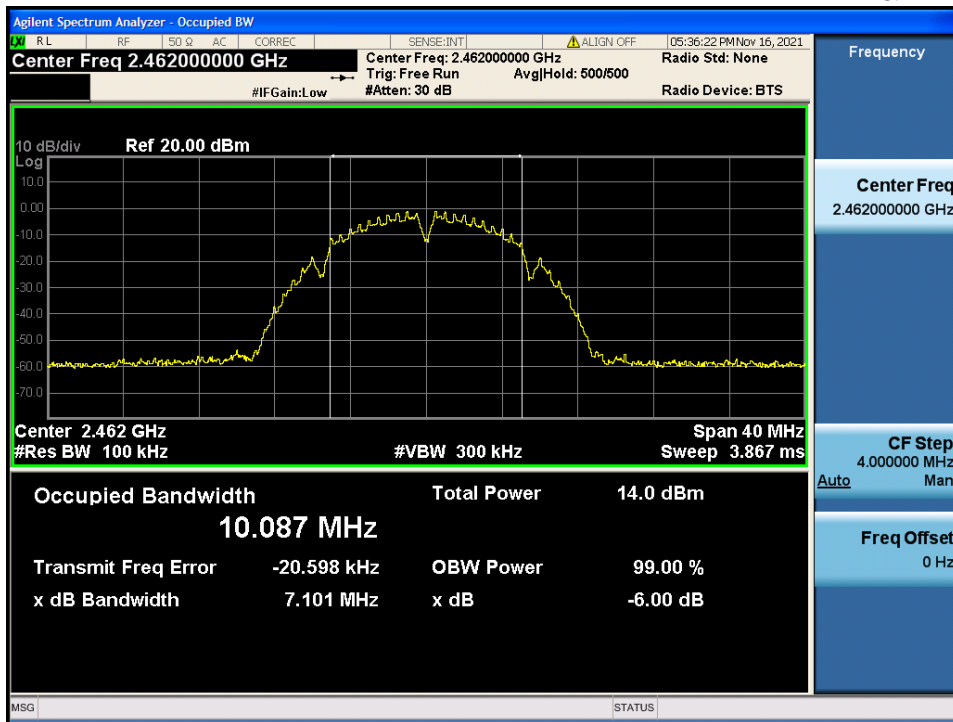 Agilent Spectrum Analyzer - Occupied BW
LXI RL RF 50 Ω AC CORREC SENSE:INT ALIGN OFF 05:36:22 PM Nov 16, 2021
Center Freq 2.462000000 GHz
Center Freq: 2.462000000 GHz
Radio Std: None
Trig: Free Run Avg|Hold: 500/500
#IFGain:Low
#Atten: 30 dB
Radio Device: BTS
10 dB/div Ref 20.00 dBm
Log
10.0
0.00
-10.0
-20.0
-30.0
-40.0
-50.0
-60.0
-70.0
Center 2.462 GHz Span 40 MHz
#Res BW 100 kHz #VBW 300 kHz Sweep 3.867 ms
Occupied Bandwidth Total Power 14.0 dBm
10.087 MHz
Transmit Freq Error -20.598 kHz OBW Power 99.00 %
x dB Bandwidth 7.101 MHz x dB -6.00 dB
MSG STATUS
Frequency
Center Freq
2.462000000 GHz
CF Step
4.000000 MHz
Auto Man
Freq Offset
0 Hz